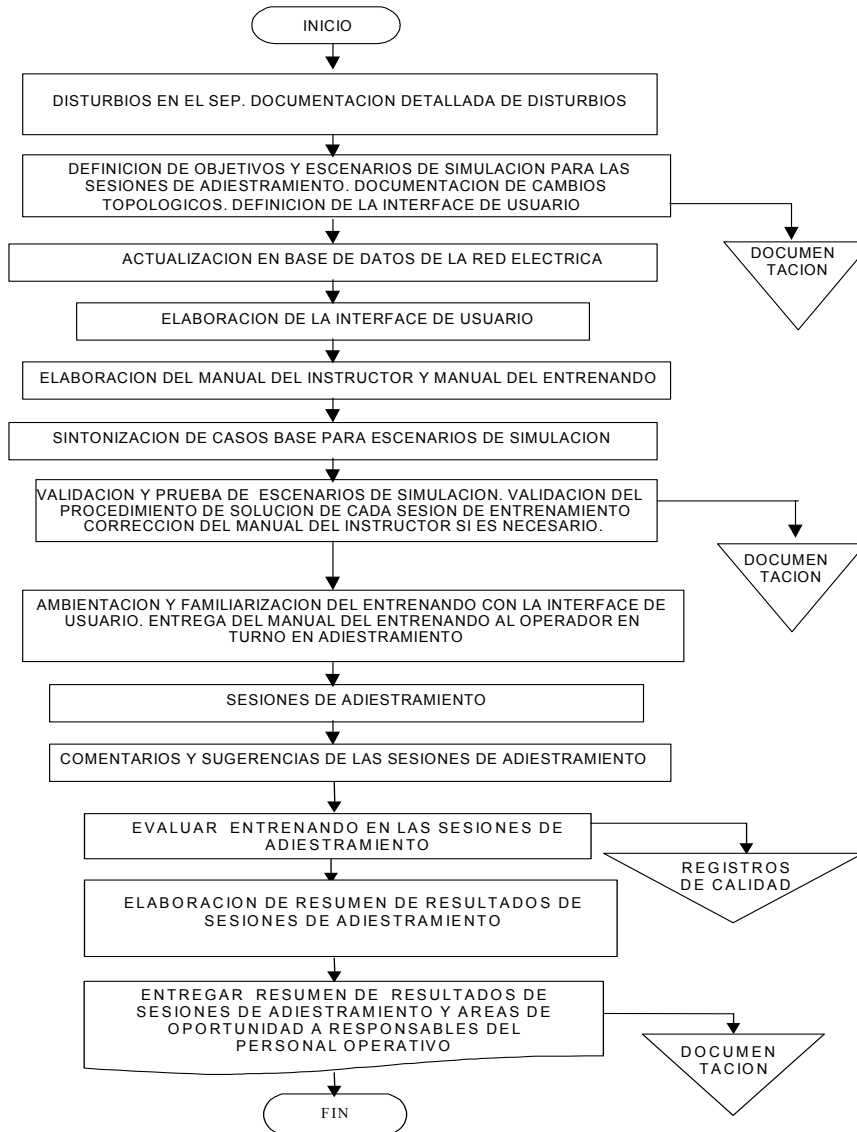 INICIO
DISTURBIOS EN EL SEP. DOCUMENTACION DETALLADA DE DISTURBIOS
DEFINICION DE OBJETIVOS Y ESCENARIOS DE SIMULACION PARA LAS
SESIONES DE ADIESTRAMIENTO. DOCUMENTACION DE CAMBIOS
TOPOLOGICOS. DEFINICION DE LA INTERFACE DE USUARIO
DOCUMEN
TACION
ACTUALIZACION EN BASE DE DATOS DE LA RED ELECTRICA
ELABORACION DE LA INTERFACE DE USUARIO
ELABORACION DEL MANUAL DEL INSTRUCTOR Y MANUAL DEL ENTRENANDO
SINTONIZACION DE CASOS BASE PARA ESCENARIOS DE SIMULACION
VALIDACION Y PRUEBA DE ESCENARIOS DE SIMULACION. VALIDACION DEL
PROCEDIMIENTO DE SOLUCION DE CADA SESION DE ENTRENAMIENTO
CORRECCION DEL MANUAL DEL INSTRUCTOR SI ES NECESARIO.
DOCUMEN
TACION
AMBIENTACION Y FAMILIARIZACION DEL ENTRENANDO CON LA INTERFACE DE
USUARIO. ENTREGA DEL MANUAL DEL ENTRENANDO AL OPERADOR EN
TURNO EN ADIESTRAMIENTO
SESIONES DE ADIESTRAMIENTO
COMENTARIOS Y SUGERENCIAS DE LAS SESIONES DE ADIESTRAMIENTO
EVALUAR ENTRENANDO EN LAS SESIONES DE
ADIESTRAMIENTO
REGISTROS
DE CALIDAD
ELABORACION DE RESUMEN DE RESULTADOS DE
SESIONES DE ADIESTRAMIENTO
ENTREGAR RESUMEN DE RESULTADOS DE
SESIONES DE ADIESTRAMIENTO Y AREAS DE
OPORTUNIDAD A RESPONSABLES DEL
PERSONAL OPERATIVO
DOCUMEN
TACION
FIN